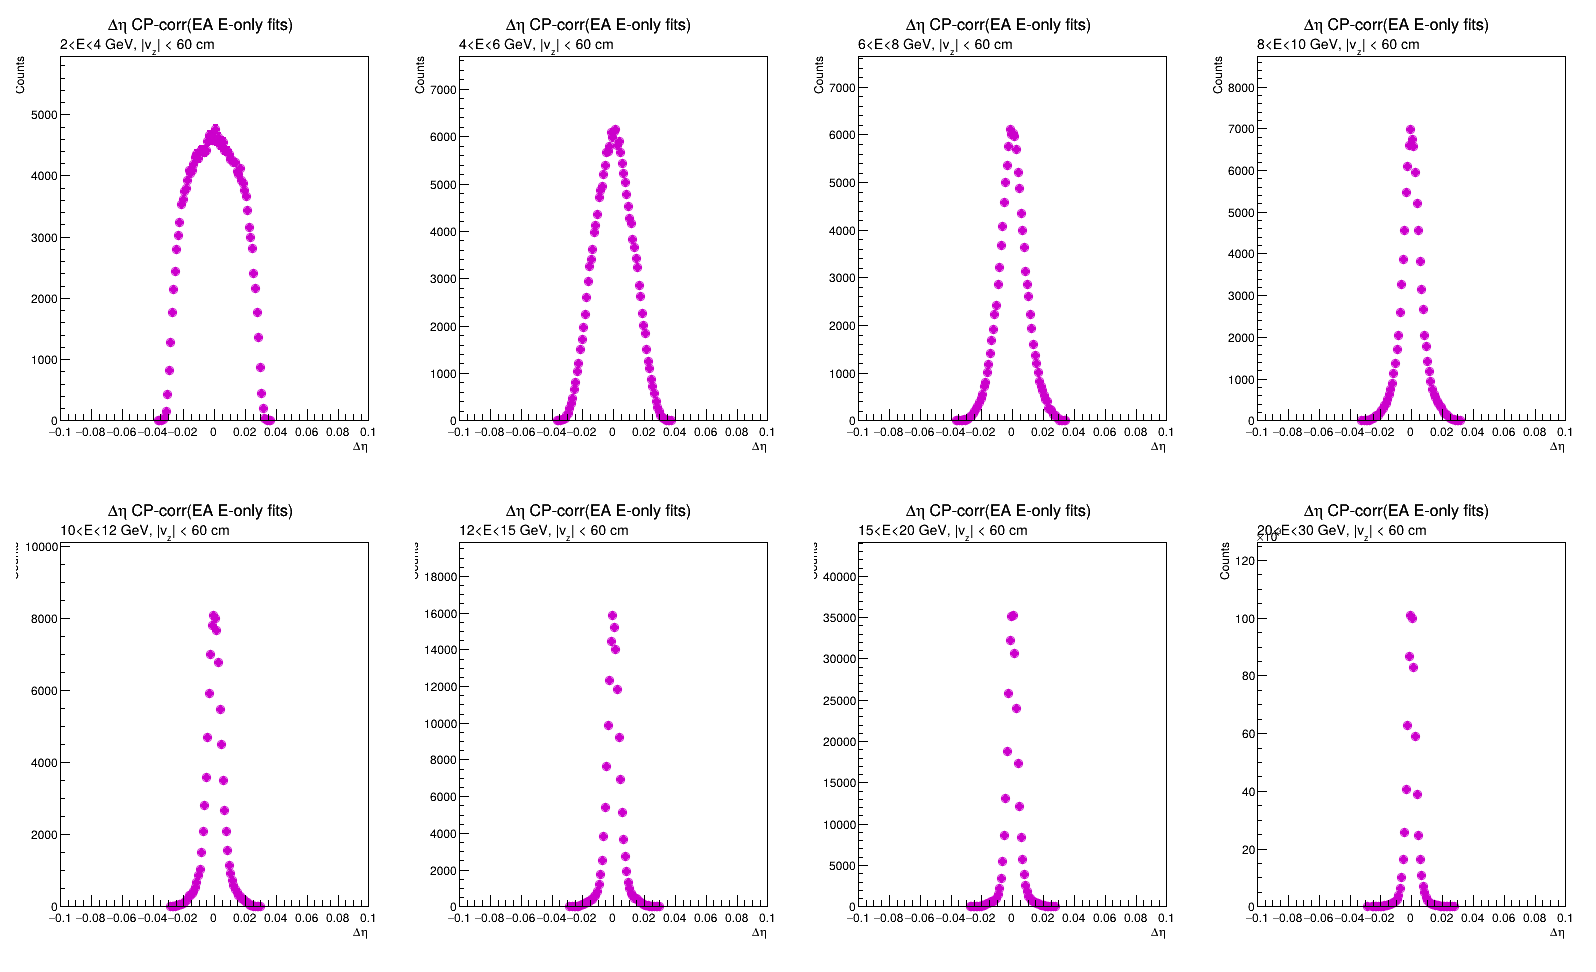 Δη CP-corr(EA E-only fits)
2<E<4 GeV, |v_z| < 60 cm
Counts
5000
4000
3000
2000
1000
0
−0.1 −0.08 −0.06 −0.04 −0.02 0 0.02 0.04 0.06 0.08 0.1
Δη
Δη CP-corr(EA E-only fits)
4<E<6 GeV, |v_z| < 60 cm
Counts
7000
6000
5000
4000
3000
2000
1000
0
−0.1 −0.08 −0.06 −0.04 −0.02 0 0.02 0.04 0.06 0.08 0.1
Δη
Δη CP-corr(EA E-only fits)
6<E<8 GeV, |v_z| < 60 cm
Counts
7000
6000
5000
4000
3000
2000
1000
0
−0.1 −0.08 −0.06 −0.04 −0.02 0 0.02 0.04 0.06 0.08 0.1
Δη
Δη CP-corr(EA E-only fits)
8<E<10 GeV, |v_z| < 60 cm
Counts
8000
7000
6000
5000
4000
3000
2000
1000
0
−0.1 −0.08 −0.06 −0.04 −0.02 0 0.02 0.04 0.06 0.08 0.1
Δη
Δη CP-corr(EA E-only fits)
10<E<12 GeV, |v_z| < 60 cm
10000
8000
6000
4000
2000
0
−0.1 −0.08 −0.06 −0.04 −0.02 0 0.02 0.04 0.06 0.08 0.1
Δη
Δη CP-corr(EA E-only fits)
12<E<15 GeV, |v_z| < 60 cm
18000
16000
14000
12000
10000
8000
6000
4000
2000
0
−0.1 −0.08 −0.06 −0.04 −0.02 0 0.02 0.04 0.06 0.08 0.1
Δη
Δη CP-corr(EA E-only fits)
15<E<20 GeV, |v_z| < 60 cm
40000
35000
30000
25000
20000
15000
10000
5000
0
−0.1 −0.08 −0.06 −0.04 −0.02 0 0.02 0.04 0.06 0.08 0.1
Δη
Δη CP-corr(EA E-only fits)
20<E<30 GeV, |v_z| < 60 cm
Counts
120
100
80
60
40
20
0
−0.1 −0.08 −0.06 −0.04 −0.02 0 0.02 0.04 0.06 0.08 0.1
Δη